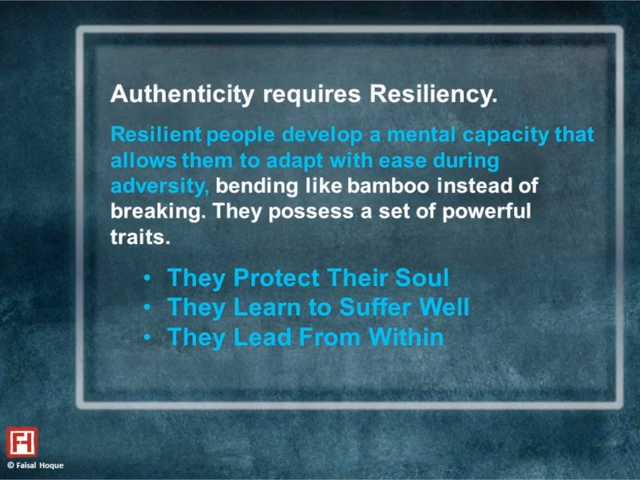 Authenticity requires Resiliency.
Resilient people develop a mental capacity that
allows them to adapt with ease during
adversity, bending like bamboo instead of
breaking. They possess a set of powerful
traits.
• They Protect Their Soul
• They Learn to Suffer Well
• They Lead From Within
FH
© Faisal Hoque